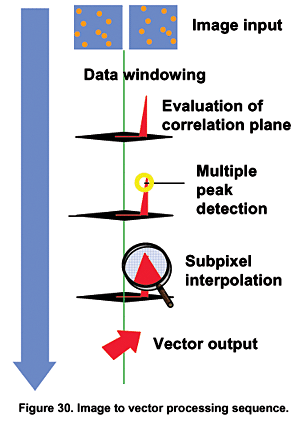 Image input
Data windowing
Evaluation of
correlation plane
Multiple
peak
detection
Subpixel
interpolation
Vector output
Figure 30. Image to vector processing sequence.